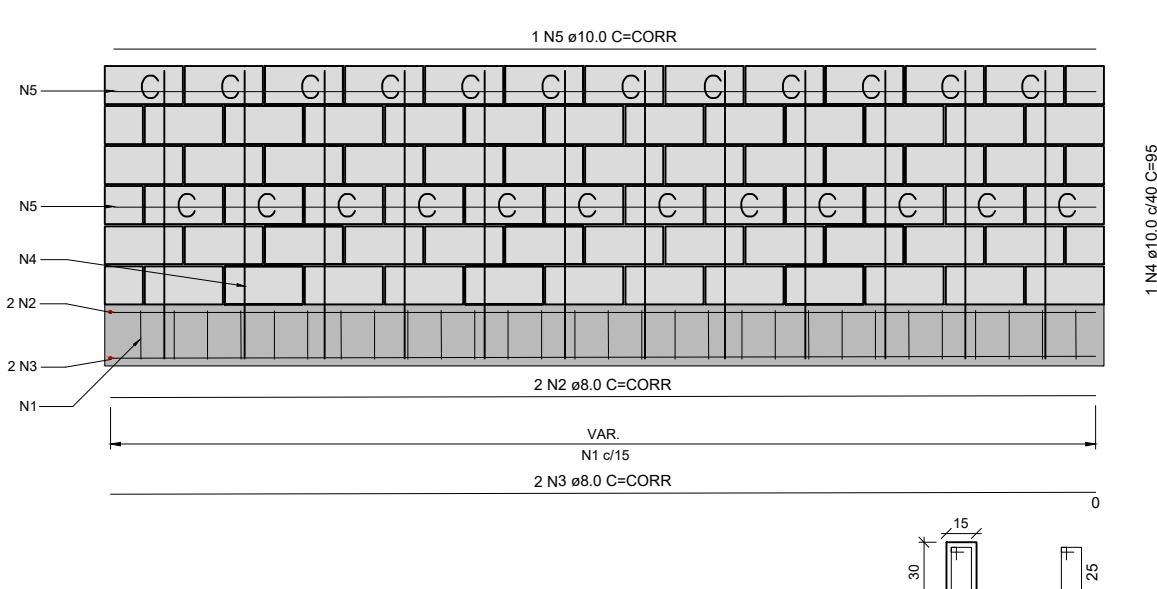 1 N5 ø10.0 C=CORR
N5
C C C C C C C C C C C C
N5
C C C C C C C C C C C C
N4
2 N2
2 N3
N1
1 N4 ø10.0 c/40 C=95
2 N2 ø8.0 C=CORR
VAR.
N1 c/15
2 N3 ø8.0 C=CORR
0
15
30
25